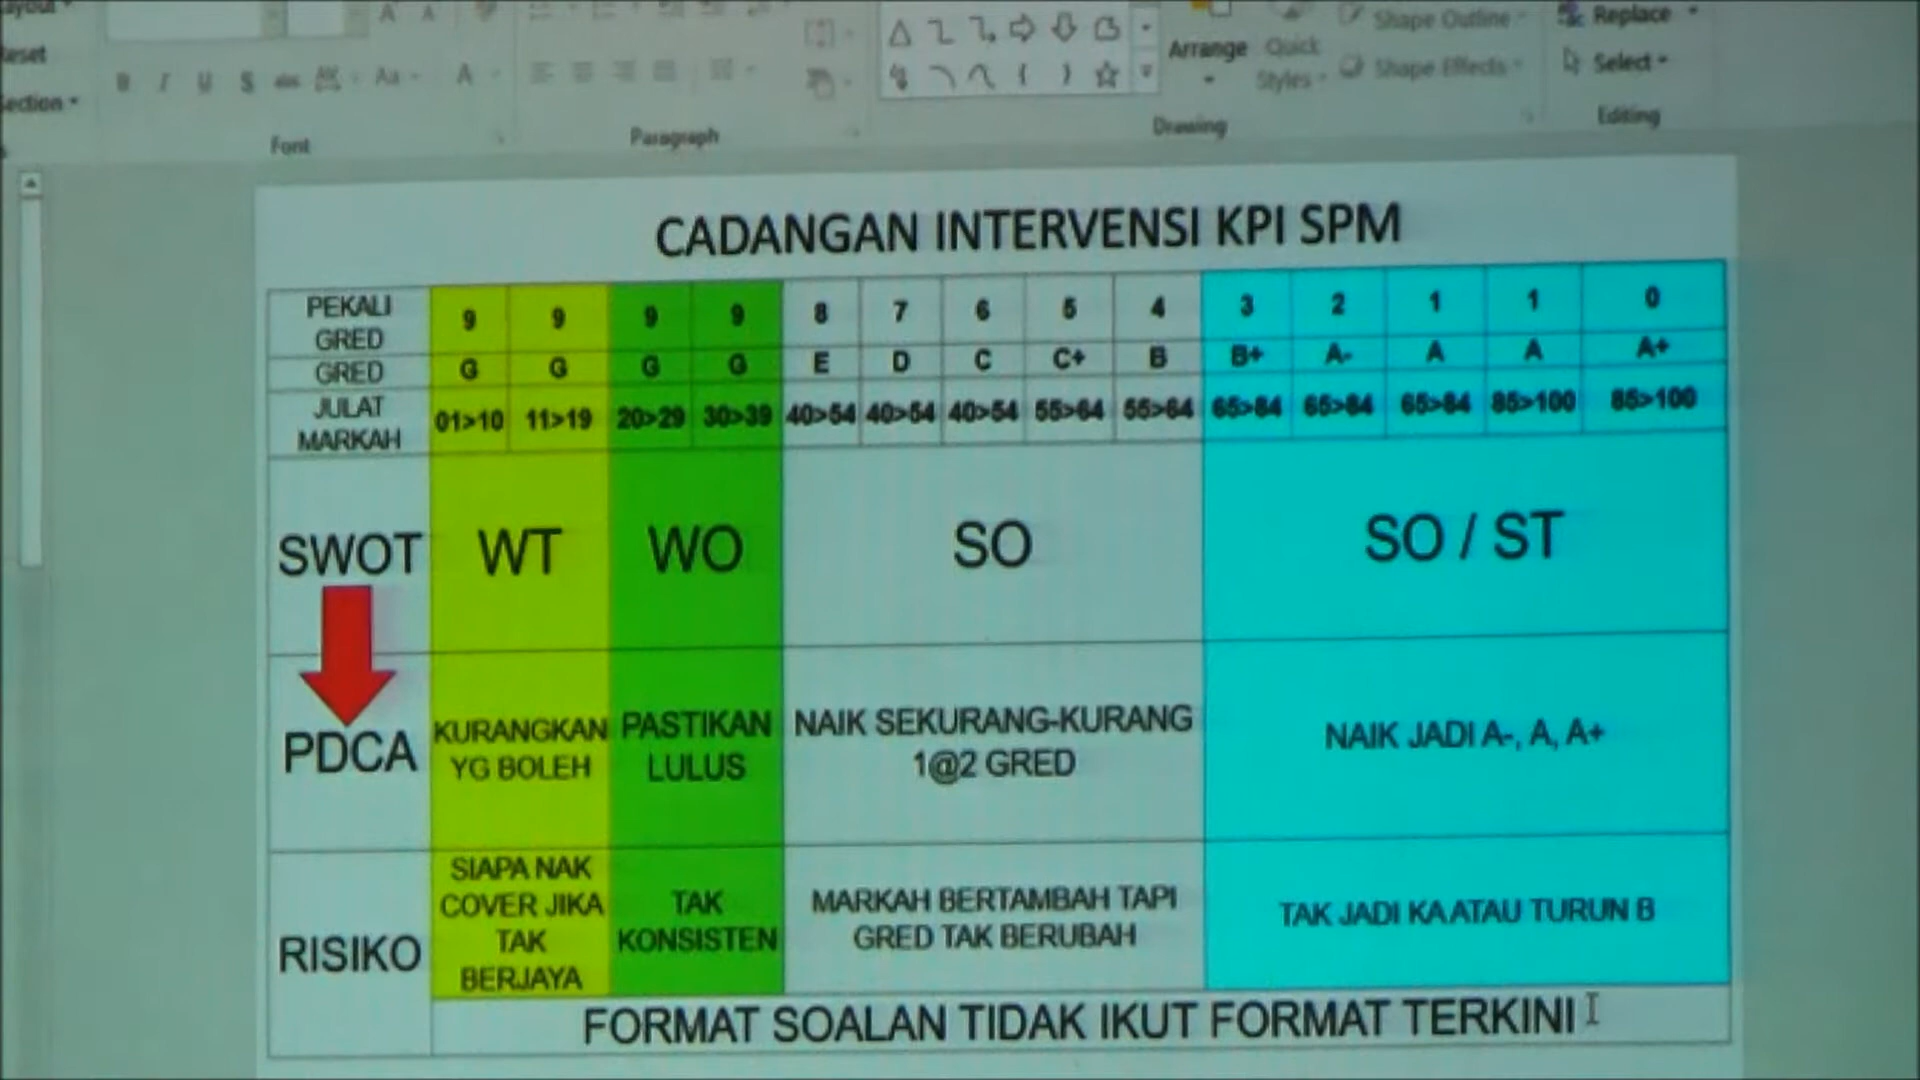 Reset
Section
B I U S abc Aa A
Font
Paragraph
Arrange
Quick
Styles
Drawing
Shape Outline
Shape Effects
Replace
Select
Editing
CADANGAN INTERVENSI KPI SPM
PEKALI
GRED
9 9 9 9 8 7 6 5 4 3 2 1 1 0
GRED G G G G E D C C+ B B+ A- A A A+
JULAT
MARKAH
01>10 11>19 20>29 30>39 40>54 40>54 40>54 55>64 55>64 65>84 65>84 65>84 85>100 85>100
SWOT WT WO SO SO / ST
PDCA
KURANGKAN
YG BOLEH
PASTIKAN
LULUS
NAIK SEKURANG-KURANG
1@2 GRED
NAIK JADI A-, A, A+
RISIKO
SIAPA NAK
COVER JIKA
TAK
BERJAYA
TAK
KONSISTEN
MARKAH BERTAMBAH TAPI
GRED TAK BERUBAH
TAK JADI KA ATAU TURUN B
FORMAT SOALAN TIDAK IKUT FORMAT TERKINI